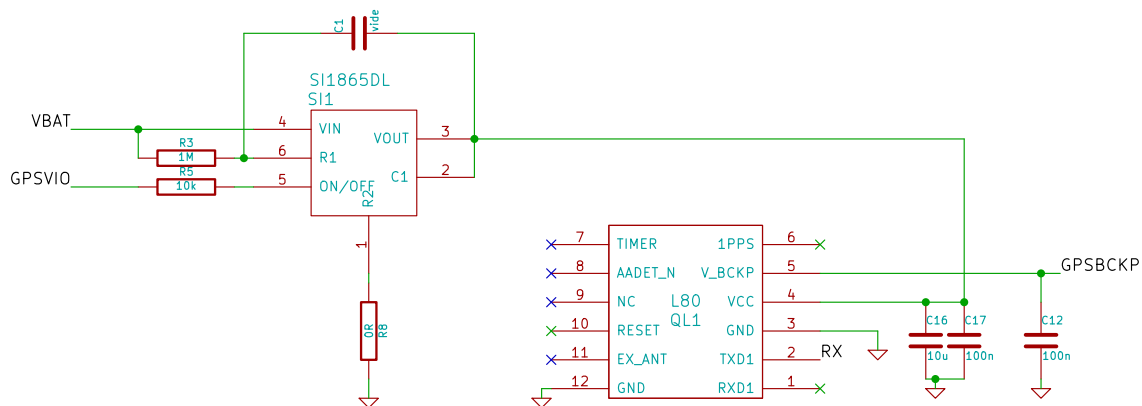 C1
vide
SI1865DL
SI1
VBAT
4
VIN
VOUT
3
R3
1M
6
R1
GPSVIO
R5
10k
5
ON/OFF
C1
2
R2
1
0R
R8
7
TIMER
1PPS
6
8
AADET_N
V_BCKP
5
GPSBCKP
9
NC
L80
VCC
4
QL1
10
RESET
GND
3
C16
10u
C17
100n
C12
100n
11
EX_ANT
TXD1
2
RX
12
GND
RXD1
1